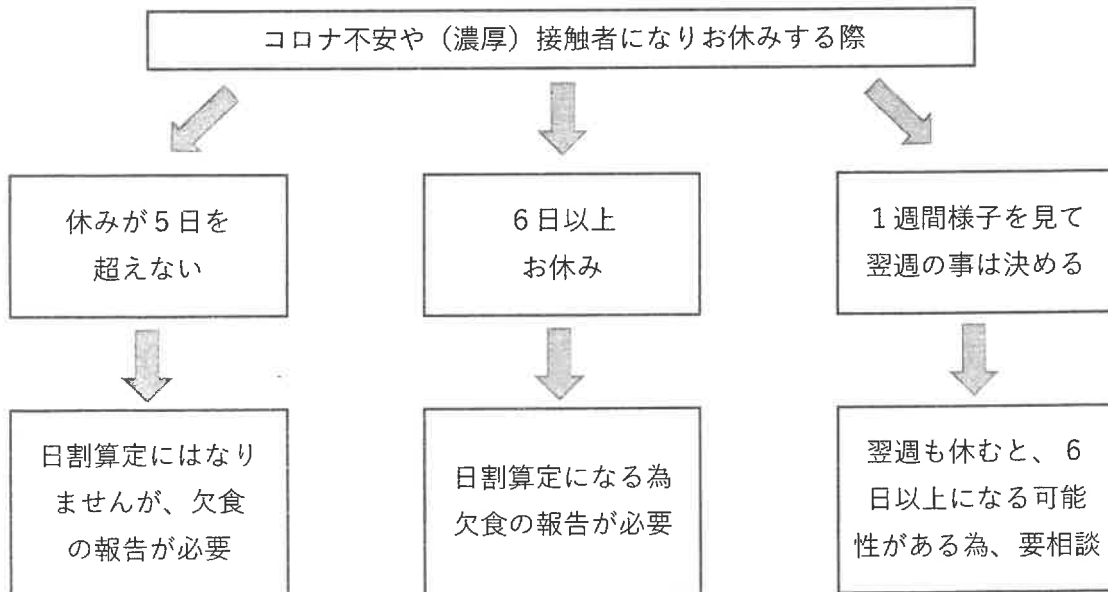 コロナ不安や（濃厚）接触者になりお休みする際
休みが５日を
超えない
６日以上
お休み
１週間様子を見て
翌週の事は決める
日割算定にはなり
ませんが、欠食
の報告が必要
日割算定になる為
欠食の報告が必要
翌週も休むと、６
日以上になる可能
性がある為、要相談